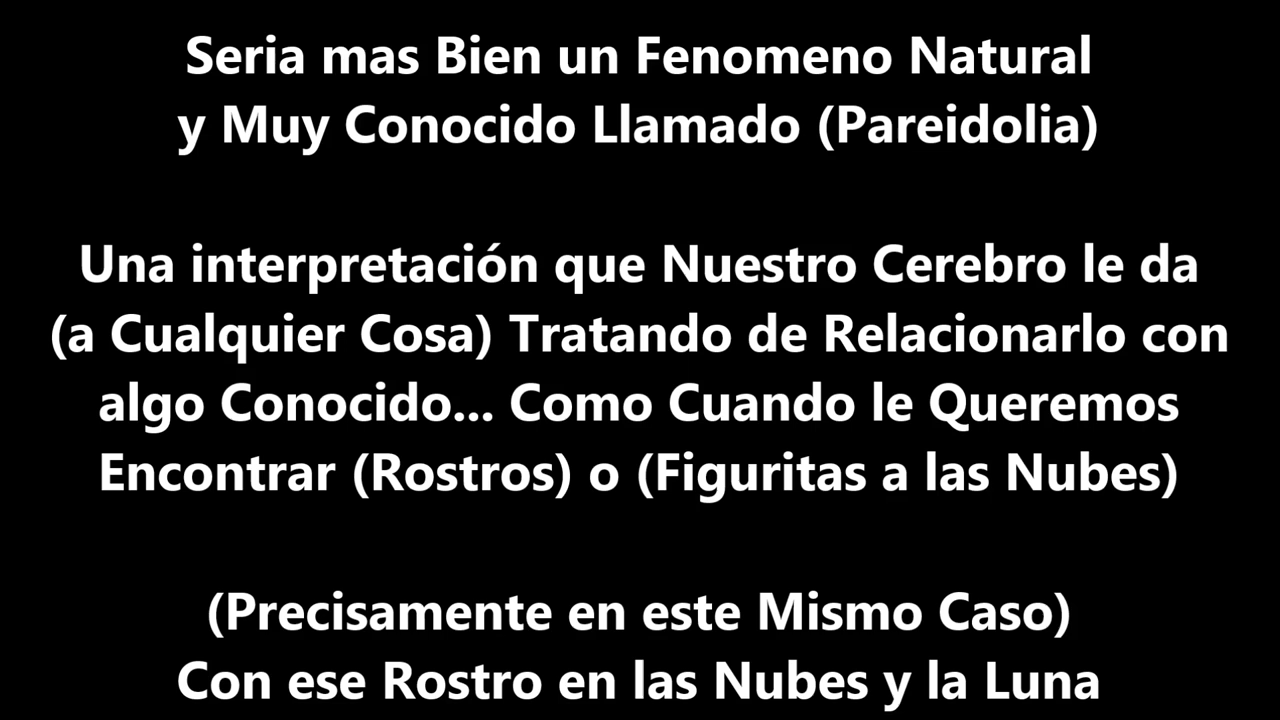 Seria mas Bien un Fenomeno Natural
y Muy Conocido Llamado (Pareidolia)
Una interpretación que Nuestro Cerebro le da
(a Cualquier Cosa) Tratando de Relacionarlo con
algo Conocido... Como Cuando le Queremos
Encontrar (Rostros) o (Figuritas a las Nubes)
(Precisamente en este Mismo Caso)
Con ese Rostro en las Nubes y la Luna